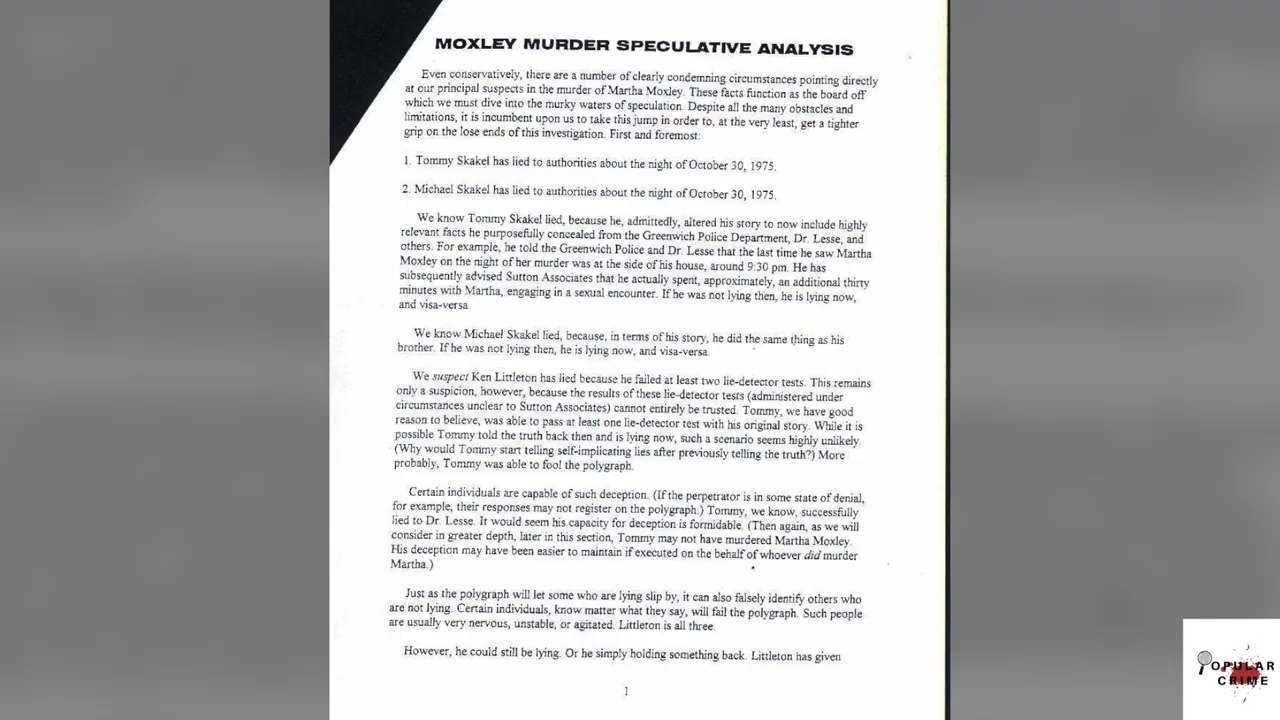 MOXLEY MURDER SPECULATIVE ANALYSIS
Even conservatively, there are a number of clearly condemning circumstances pointing directly
at our principal suspects in the murder of Martha Moxley. These facts function as the board off
which we must dive into the murky waters of speculation. Despite all the many obstacles and
limitations, it is incumbent upon us to take this jump in order to, at the very least, get a tighter
grip on the lose ends of this investigation. First and foremost:
1. Tommy Skakel has lied to authorities about the night of October 30, 1975.
2. Michael Skakel has lied to authorities about the night of October 30, 1975.
We know Tommy Skakel lied, because he, admittedly, altered his story to now include highly
relevant facts he purposefully concealed from the Greenwich Police Department, Dr. Lesse, and
others. For example, he told the Greenwich Police and Dr. Lesse that the last time he saw Martha
Moxley on the night of her murder was at the side of his house, around 9:30 pm. He has
subsequently advised Sutton Associates that he actually spent, approximately, an additional thirty
minutes with Martha, engaging in a sexual encounter. If he was not lying then, he is lying now,
and visa-versa.
We know Michael Skakel lied, because, in terms of his story, he did the same thing as his
brother. If he was not lying then, he is lying now, and visa-versa.
We suspect Ken Littleton has lied because he failed at least two lie-detector tests. This remains
only a suspicion, however, because the results of these lie-detector tests (administered under
circumstances unclear to Sutton Associates) cannot entirely be trusted. Tommy, we have good
reason to believe, was able to pass at least one lie-detector test with his original story. While it is
possible Tommy told the truth back then and is lying now, such a scenario seems highly unlikely.
(Why would Tommy start telling self-implicating lies after previously telling the truth?) More
probably, Tommy was able to fool the polygraph.
Certain individuals are capable of such deception. (If the perpetrator is in some state of denial,
for example, their responses may not register on the polygraph.) Tommy, we know, successfully
lied to Dr. Lesse. It would seem his capacity for deception is formidable. (Then again, as we will
consider in greater depth, later in this section, Tommy may not have murdered Martha Moxley.
His deception may have been easier to maintain if executed on the behalf of whoever did murder
Martha.)
Just as the polygraph will let some who are lying slip by, it can also falsely identify others who
are not lying. Certain individuals, know matter what they say, will fail the polygraph. Such people
are usually very nervous, unstable, or agitated. Littleton is all three.
However, he could still be lying. Or he simply holding something back. Littleton has given
1
POPULAR
CRIME